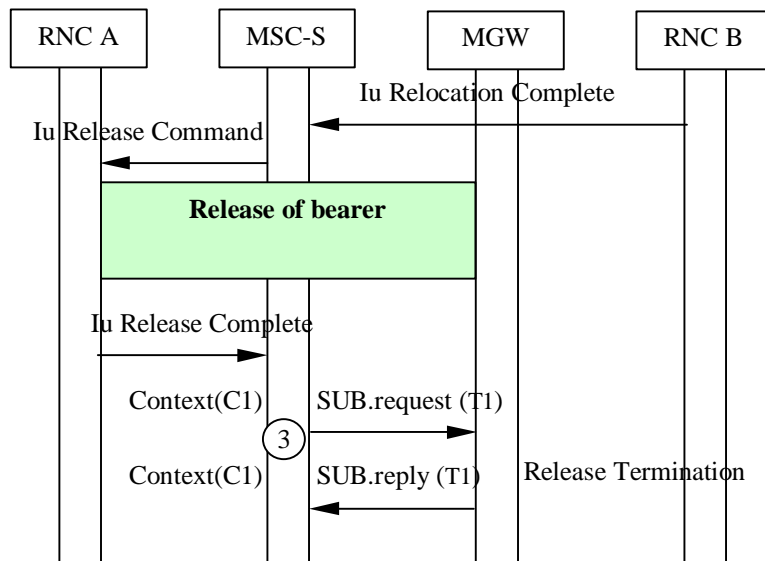 RNC A MSC-S MGW RNC B
Iu Relocation Complete
Iu Release Command
Release of bearer
Iu Release Complete
Context(C1) SUB.request (T1)
3
Context(C1) SUB.reply (T1) Release Termination